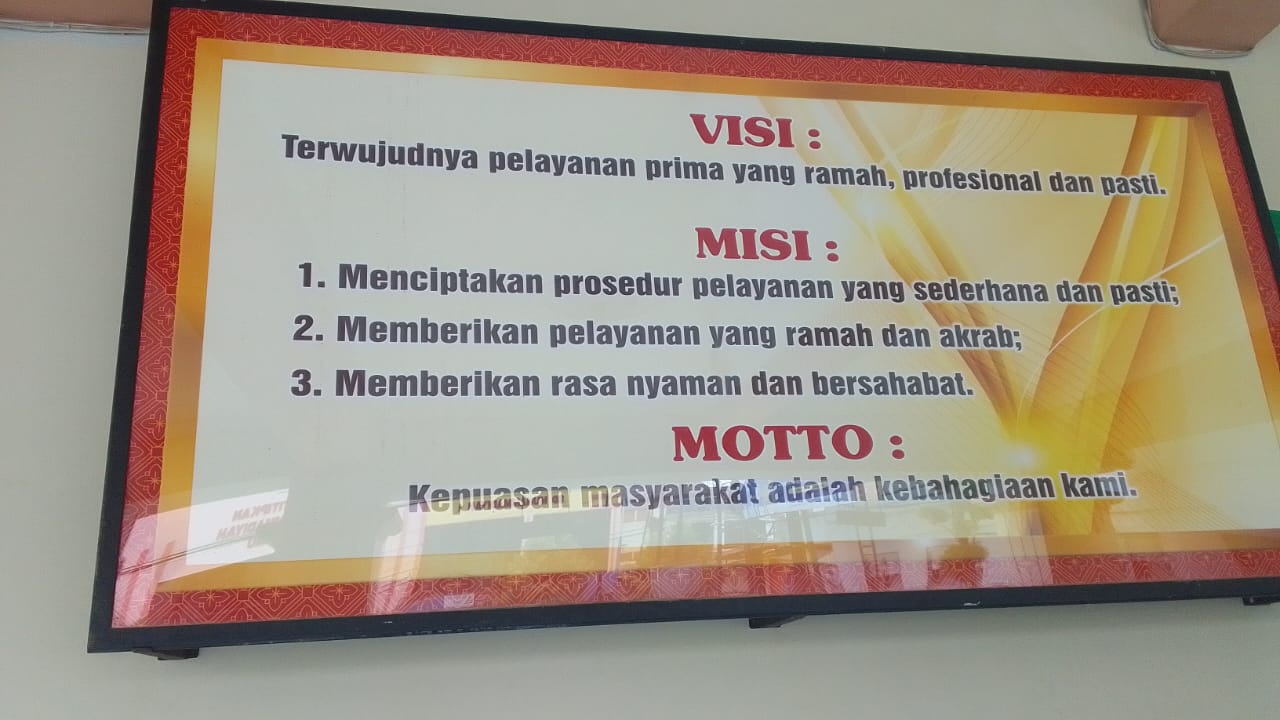 VISI :
Terwujudnya pelayanan prima yang ramah, profesional dan pasti.
MISI :
1. Menciptakan prosedur pelayanan yang sederhana dan pasti;
2. Memberikan pelayanan yang ramah dan akrab;
3. Memberikan rasa nyaman dan bersahabat.
MOTTO :
Kepuasan masyarakat adalah kebahagiaan kami.